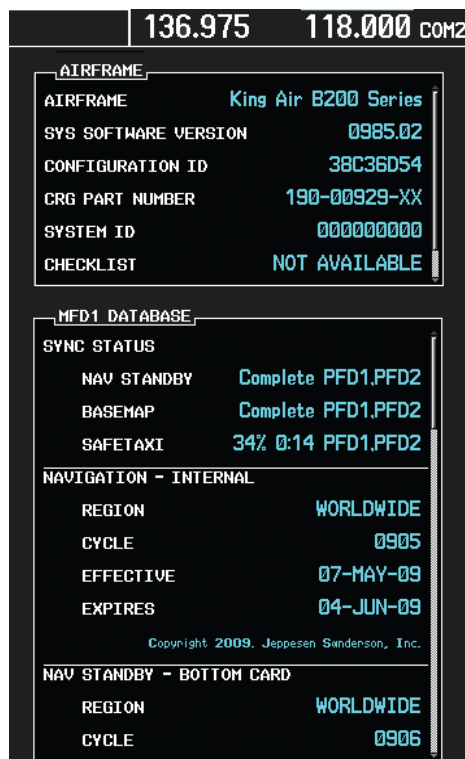 136.975 118.000 COM2
AIRFRAME
AIRFRAME King Air B200 Series
SYS SOFTWARE VERSION 0985.02
CONFIGURATION ID 38C36D54
CRG PART NUMBER 190-00929-XX
SYSTEM ID 000000000
CHECKLIST NOT AVAILABLE
MFD1 DATABASE
SYNC STATUS
NAV STANDBY Complete PFD1,PFD2
BASEMAP Complete PFD1,PFD2
SAFETAXI 34% 0:14 PFD1,PFD2
NAVIGATION - INTERNAL
REGION WORLDWIDE
CYCLE 0905
EFFECTIVE 07-MAY-09
EXPIRES 04-JUN-09
Copyright 2009. Jeppesen Sanderson, Inc.
NAV STANDBY - BOTTOM CARD
REGION WORLDWIDE
CYCLE 0906